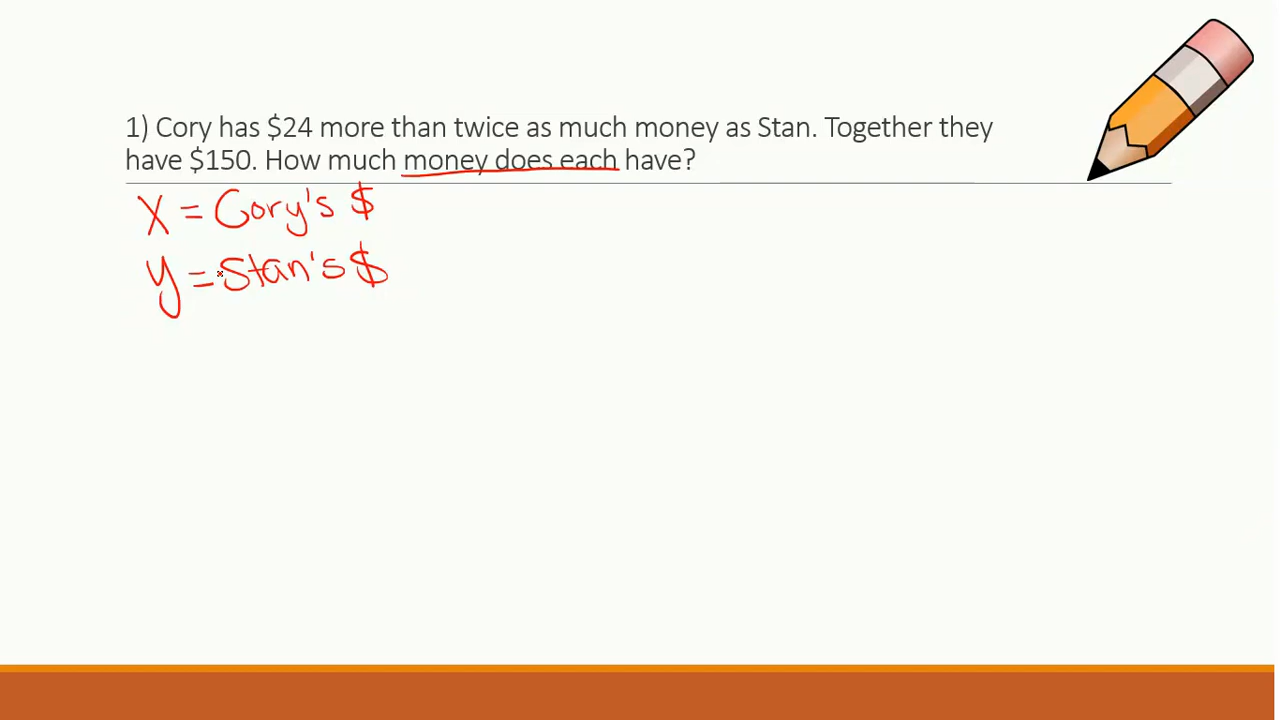 1) Cory has $24 more than twice as much money as Stan. Together they
have $150. How much money does each have?
x = Cory's $
y = Stan's $